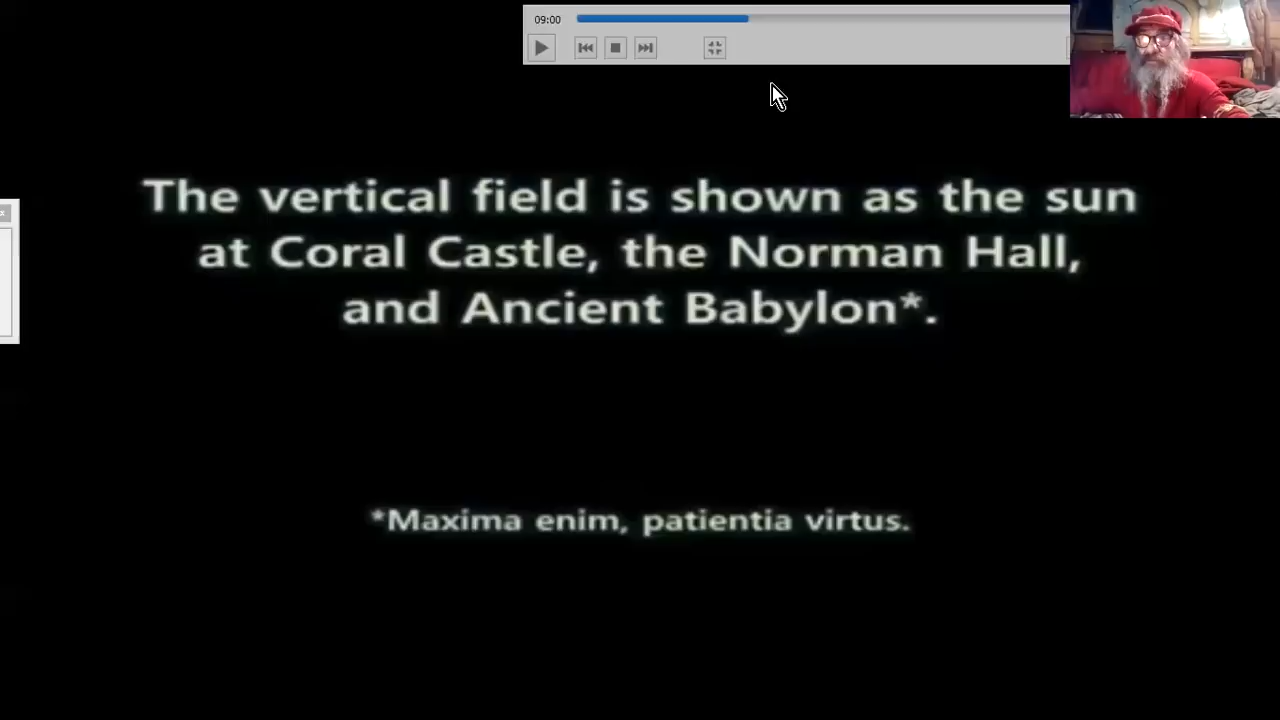 09:00
The vertical field is shown as the sun
at Coral Castle, the Norman Hall,
and Ancient Babylon*.
*Maxima enim, patientia virtus.